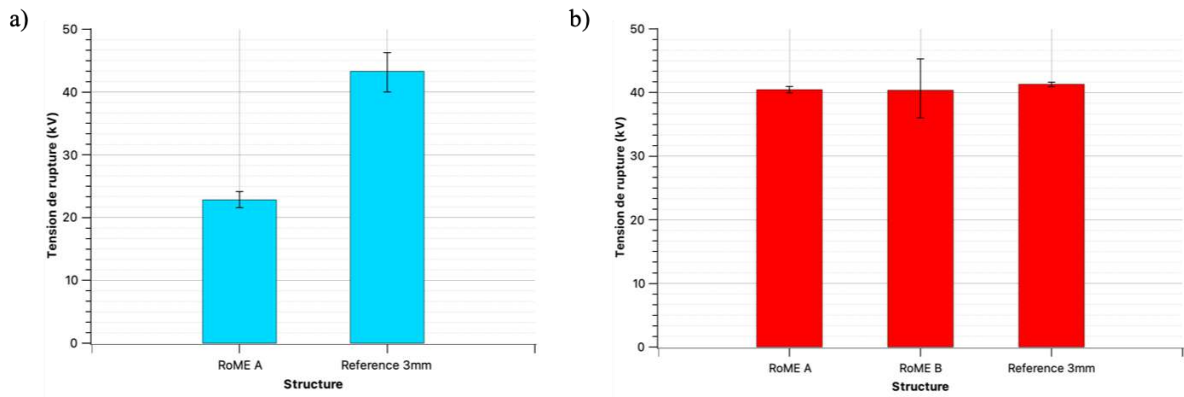 a)
50
40
30
20
10
0
Tension de rupture (kV)
RoME A
Reference 3mm
Structure
b)
50
40
30
20
10
0
Tension de rupture (kV)
RoME A
RoME B
Reference 3mm
Structure